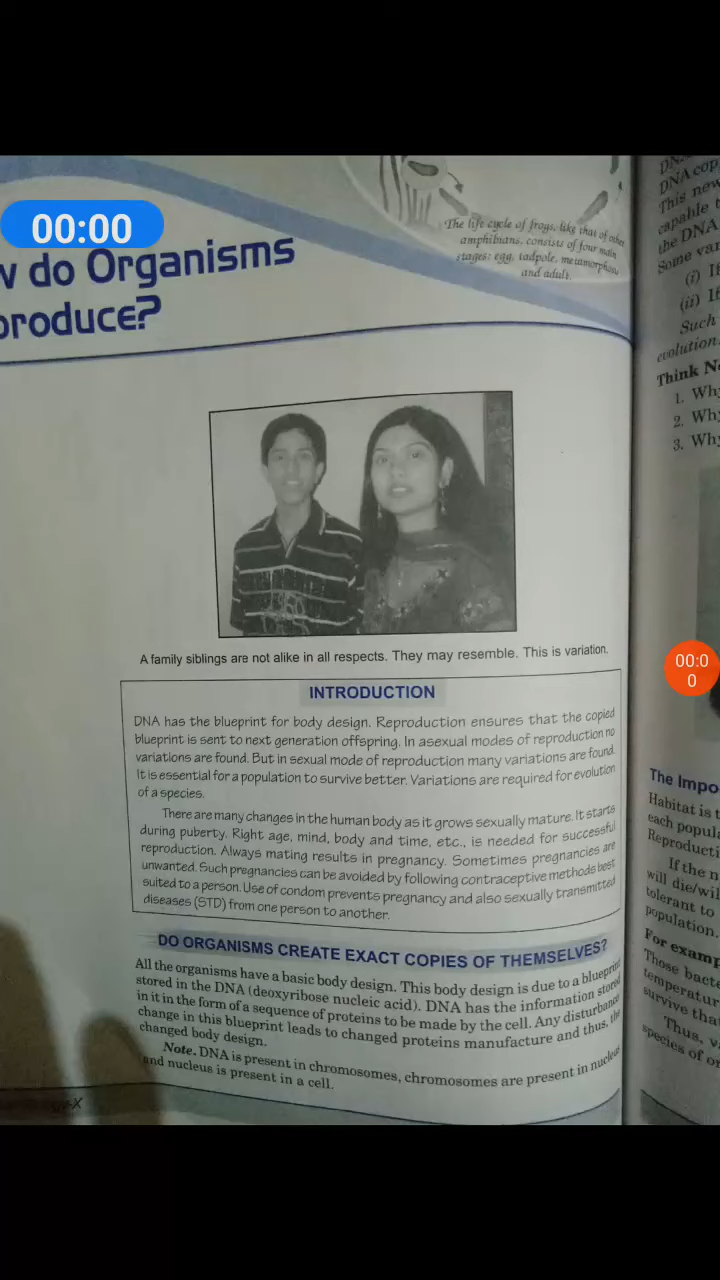 00:00
w do Organisms
produce?
The life cycle of frogs, like that of other
amphibians, consists of four main
stages: egg, tadpole, metamorphosis
and adult.
A family siblings are not alike in all respects. They may resemble. This is variation.
INTRODUCTION
DNA has the blueprint for body design. Reproduction ensures that the copied
blueprint is sent to next generation offspring. In asexual modes of reproduction no
variations are found. But in sexual mode of reproduction many variations are found.
It is essential for a population to survive better. Variations are required for evolution
of a species.
There are many changes in the human body as it grows sexually mature. It starts
during puberty. Right age, mind, body and time, etc., is needed for successful
reproduction. Always mating results in pregnancy. Sometimes pregnancies are
unwanted. Such pregnancies can be avoided by following contraceptive methods best
suited to a person. Use of condom prevents pregnancy and also sexually transmitted
diseases (STD) from one person to another.
DO ORGANISMS CREATE EXACT COPIES OF THEMSELVES?
All the organisms have a basic body design. This body design is due to a blueprint
stored in the DNA (deoxyribose nucleic acid). DNA has the information stored
in it in the form of a sequence of proteins to be made by the cell. Any disturbance
change in this blueprint leads to changed proteins manufacture and thus, the
changed body design.
Note. DNA is present in chromosomes, chromosomes are present in nucleus
and nucleus is present in a cell.
-X
DNA cop
This new
capable t
the DNA
Some var
(i) If
(ii) If
Such
evolution.
Think N
1. Why
2. Why
3. Why
00:0
0
The Impo
Habitat is t
each popula
Reproducti
If the n
will die/wil
tolerant to
population.
For examp
Those bacte
temperatur
survive tha
Thus, v
species of or